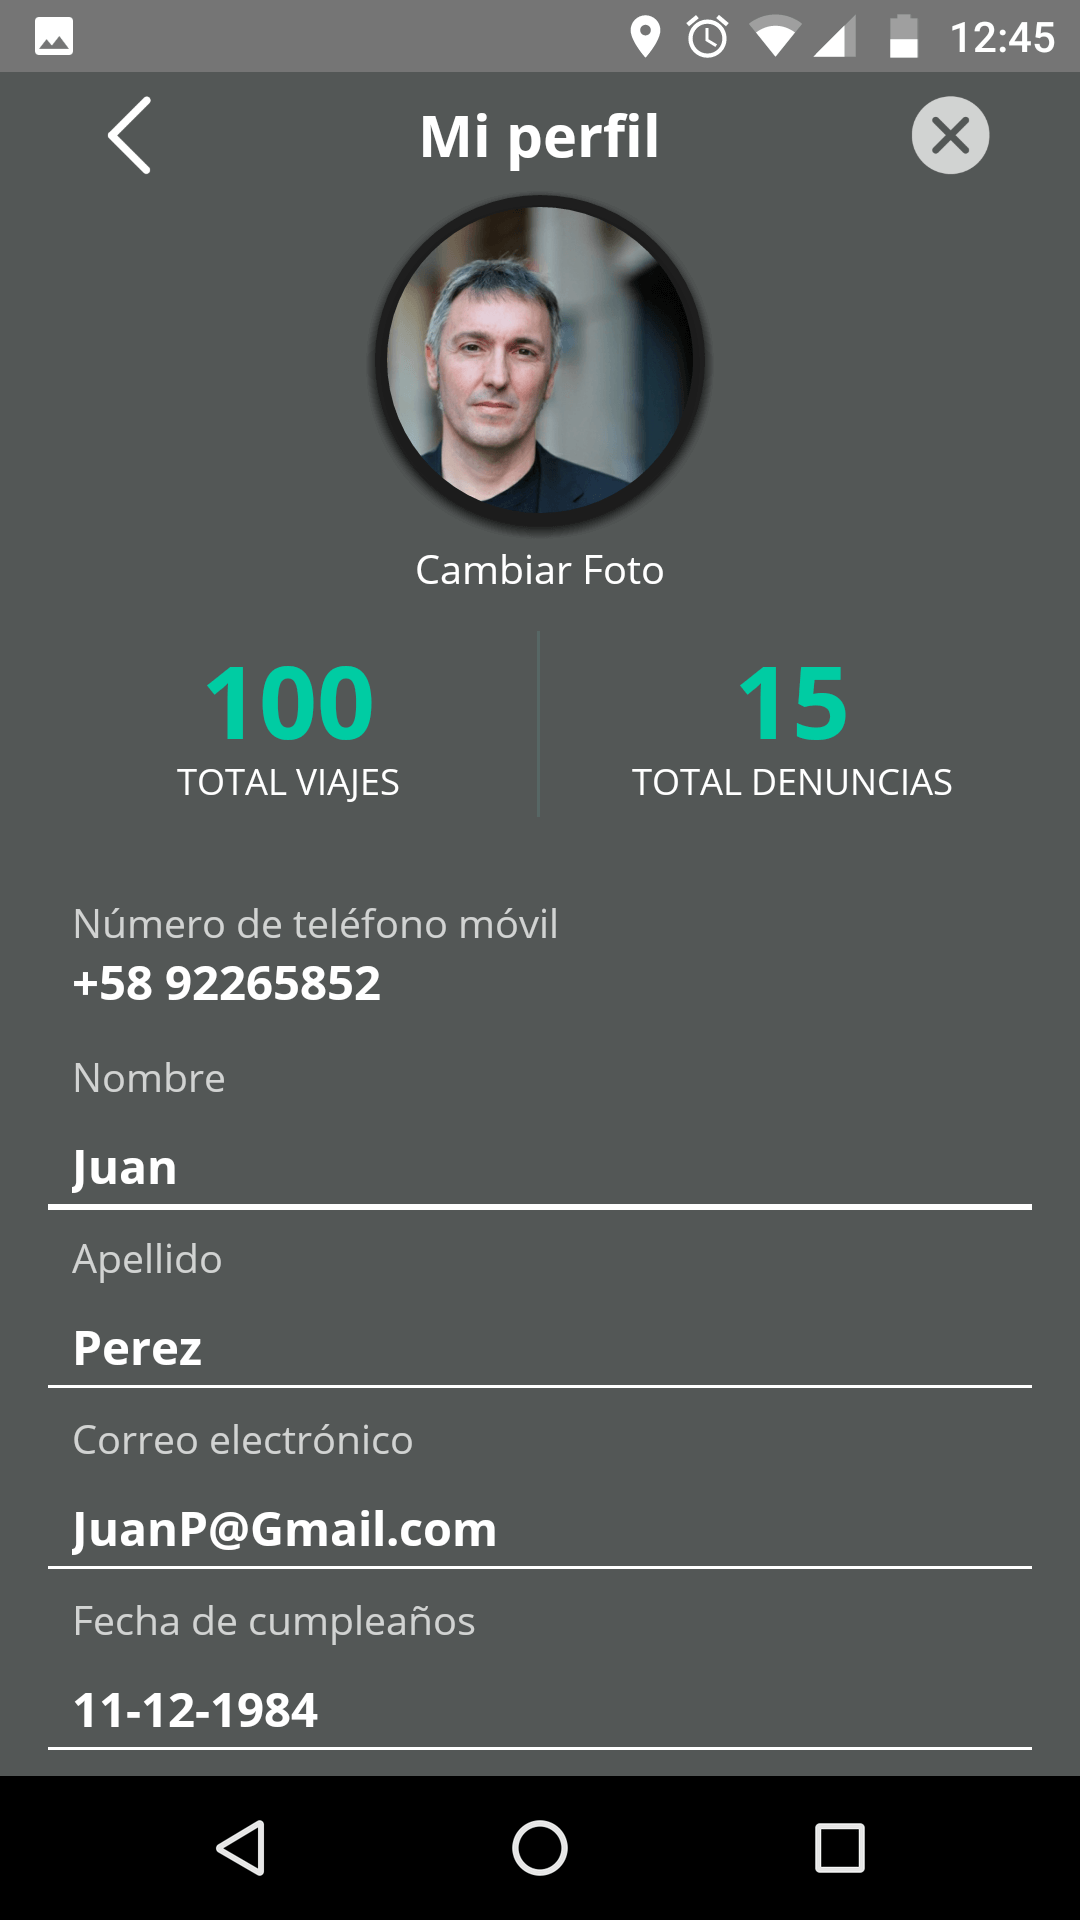 12:45
Mi perfil
Cambiar Foto
100
TOTAL VIAJES
15
TOTAL DENUNCIAS
Número de teléfono móvil
+58 92265852
Nombre
Juan
Apellido
Perez
Correo electrónico
JuanP@Gmail.com
Fecha de cumpleaños
11-12-1984